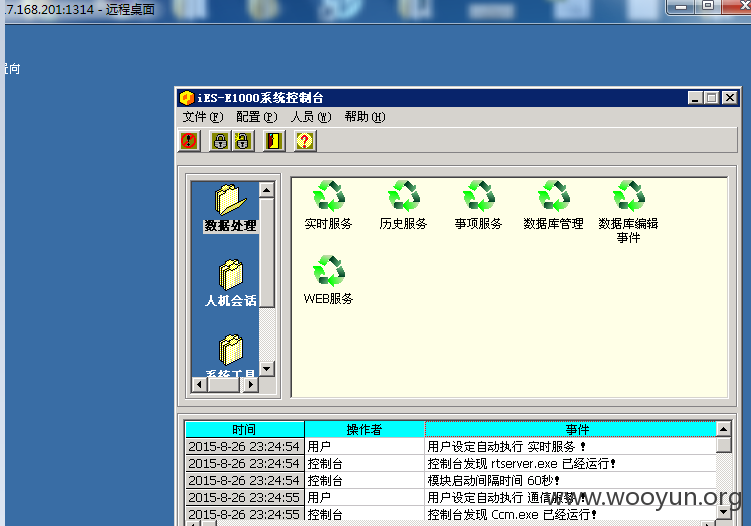 .7.168.201:1314 - 远程桌面
置向
iES-E1000系统控制台
文件(F) 配置(P) 人员(W) 帮助(H)
数据处理
人机会话
系统工具
实时服务 历史服务 事项服务 数据库管理 数据库编辑
事件
WEB服务
时间 操作者 事件
2015-8-26 23:24:54 用户 用户设定自动执行 实时服务 !
2015-8-26 23:24:54 控制台 控制台发现 rtserver.exe 已经运行!
2015-8-26 23:24:54 控制台 模块启动间隔时间 60秒!
2015-8-26 23:24:55 用户 用户设定自动执行 通信服务 !
2015-8-26 23:24:55 控制台 控制台发现 Ccm.exe 已经运行!
www.wooyun.org